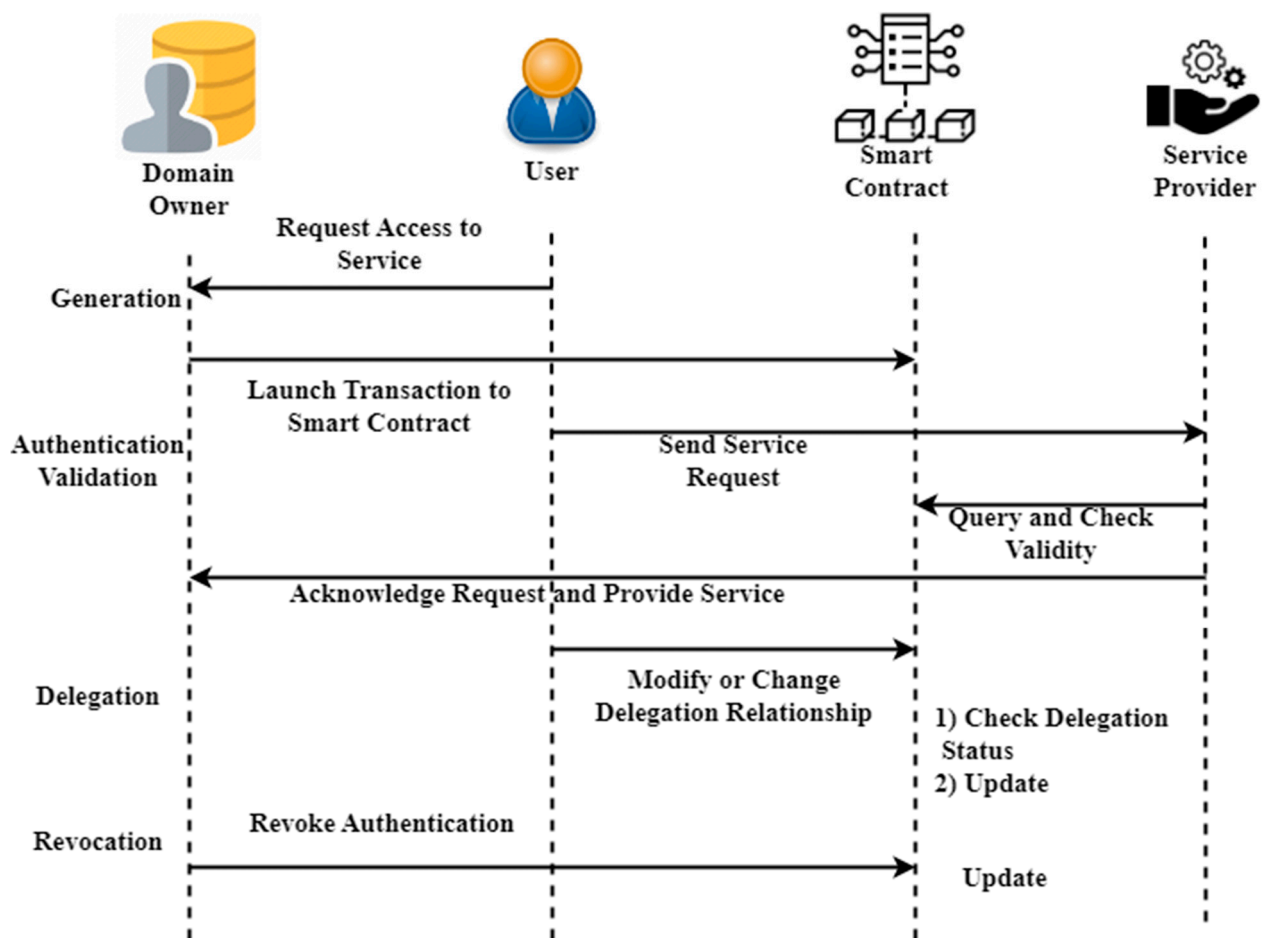 Domain
Owner
User
Smart
Contract
Service
Provider
Request Access to
Service
Generation
Launch Transaction to
Smart Contract
Authentication
Validation
Send Service
Request
Query and Check
Validity
Acknowledge Request and Provide Service
Delegation
Modify or Change
Delegation Relationship
1) Check Delegation
Status
2) Update
Revocation
Revoke Authentication
Update